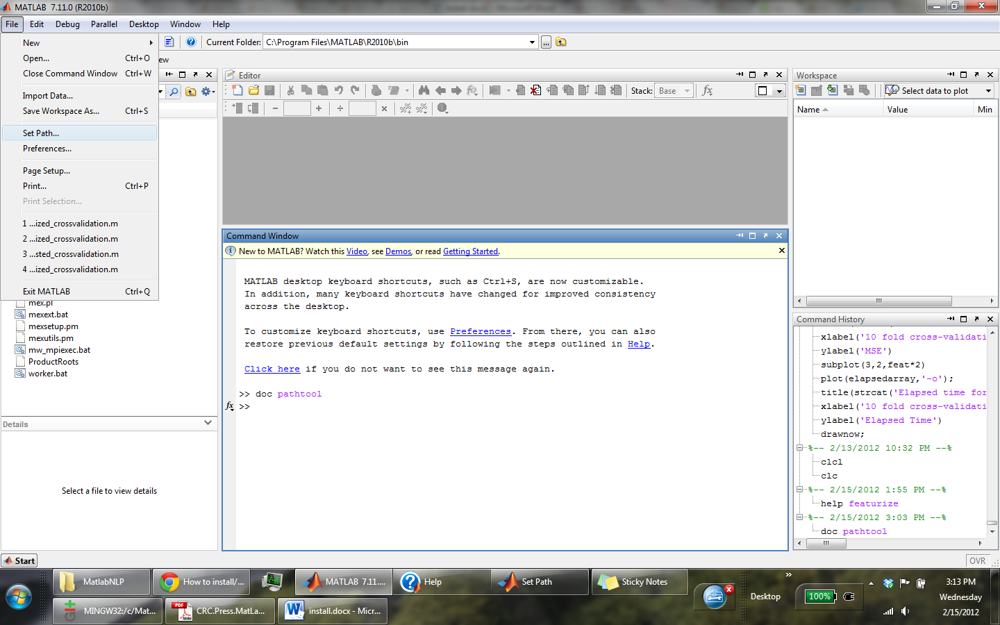 MATLAB 7.11.0 (R2010b)
File Edit Debug Parallel Desktop Window Help
Current Folder: C:\Program Files\MATLAB\R2010b\bin
New
Open... Ctrl+O
Close Command Window Ctrl+W
Import Data...
Save Workspace As... Ctrl+S
Set Path...
Preferences...
Page Setup...
Print... Ctrl+P
Print Selection...
1 ...ized_crossvalidation.m
2 ...ized_crossvalidation.m
3 ...sted_crossvalidation.m
4 ...ized_crossvalidation.m
Exit MATLAB Ctrl+Q
ew
mex.pl
mexext.bat
mexsetup.pm
mexutils.pm
mw_mpiexec.bat
ProductRoots
worker.bat
Details
Select a file to view details
Editor
Stack: Base
Command Window
New to MATLAB? Watch this Video, see Demos, or read Getting Started.
MATLAB desktop keyboard shortcuts, such as Ctrl+S, are now customizable.
In addition, many keyboard shortcuts have changed for improved consistency
across the desktop.
To customize keyboard shortcuts, use Preferences. From there, you can also
restore previous default settings by following the steps outlined in Help.
Click here if you do not want to see this message again.
>> doc pathtool
fx >>
Workspace
Select data to plot
Name Value Min
Command History
xlabel('10 fold cross-validati
ylabel('MSE')
subplot(3,2,feat*2)
plot(elapsedarray,'-o');
title(strcat('Elapsed time for
xlabel('10 fold cross-validati
ylabel('Elapsed Time')
drawnow;
%-- 2/13/2012 10:32 PM --%
clcl
clc
%-- 2/15/2012 1:55 PM --%
help featurize
%-- 2/15/2012 3:03 PM --%
doc pathtool
Start
OVR
MatlabNLP
How to install/...
MATLAB 7.11....
Help
Set Path
Sticky Notes
MINGW32:/c/Mat...
CRC.Press.MatLa...
install.docx - Micr...
Desktop
100%
3:13 PM
Wednesday
2/15/2012